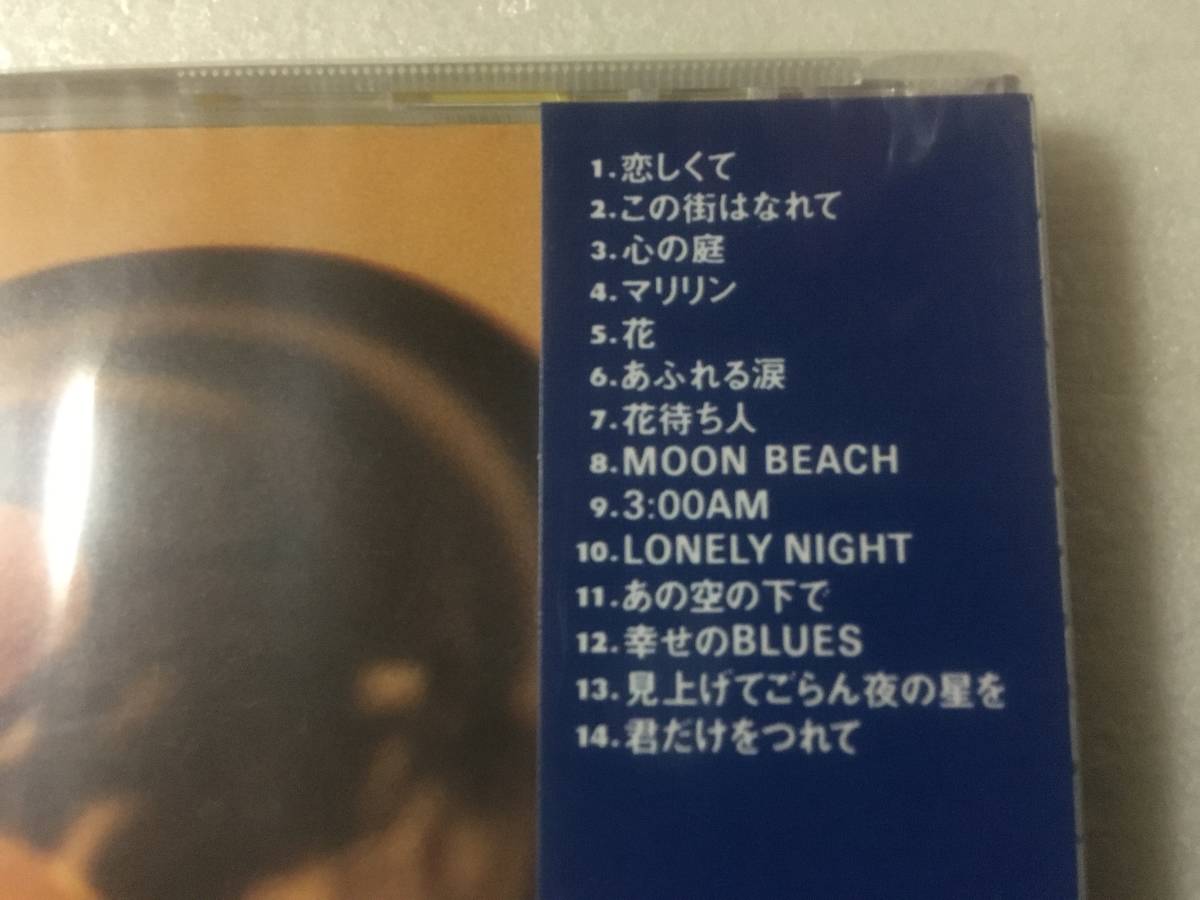 1.恋しくて
2.この街はなれて
3.心の庭
4.マリリン
5.花
6.あふれる涙
7.花待ち人
8.MOON BEACH
9.3:00AM
10.LONELY NIGHT
11.あの空の下で
12.幸せのBLUES
13.見上げてごらん夜の星を
14.君だけをつれて